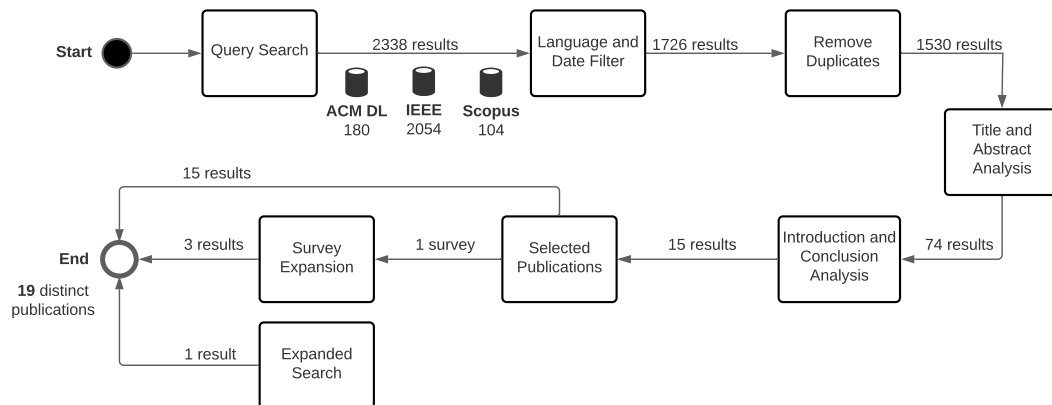 Start
Query Search
2338 results
ACM DL
180
IEEE
2054
Scopus
104
Language and
Date Filter
1726 results
Remove
Duplicates
1530 results
Title and
Abstract
Analysis
74 results
Introduction and
Conclusion
Analysis
15 results
Selected
Publications
15 results
1 survey
Survey
Expansion
3 results
End
19 distinct
publications
1 result
Expanded
Search